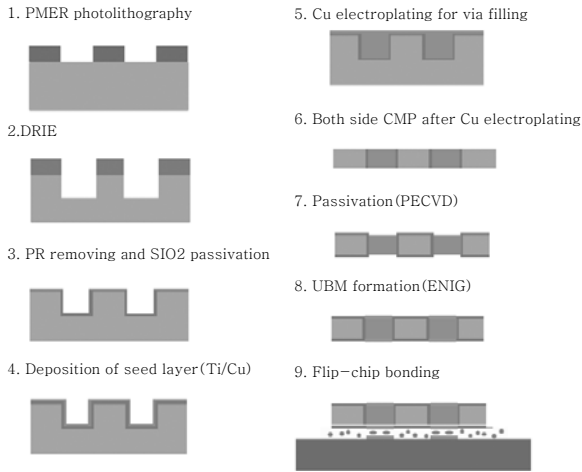 1. PMER photolithography
2.DRIE
3. PR removing and SIO2 passivation
4. Deposition of seed layer(Ti/Cu)
5. Cu electroplating for via filling
6. Both side CMP after Cu electroplating
7. Passivation(PECVD)
8. UBM formation(ENIG)
9. Flip-chip bonding